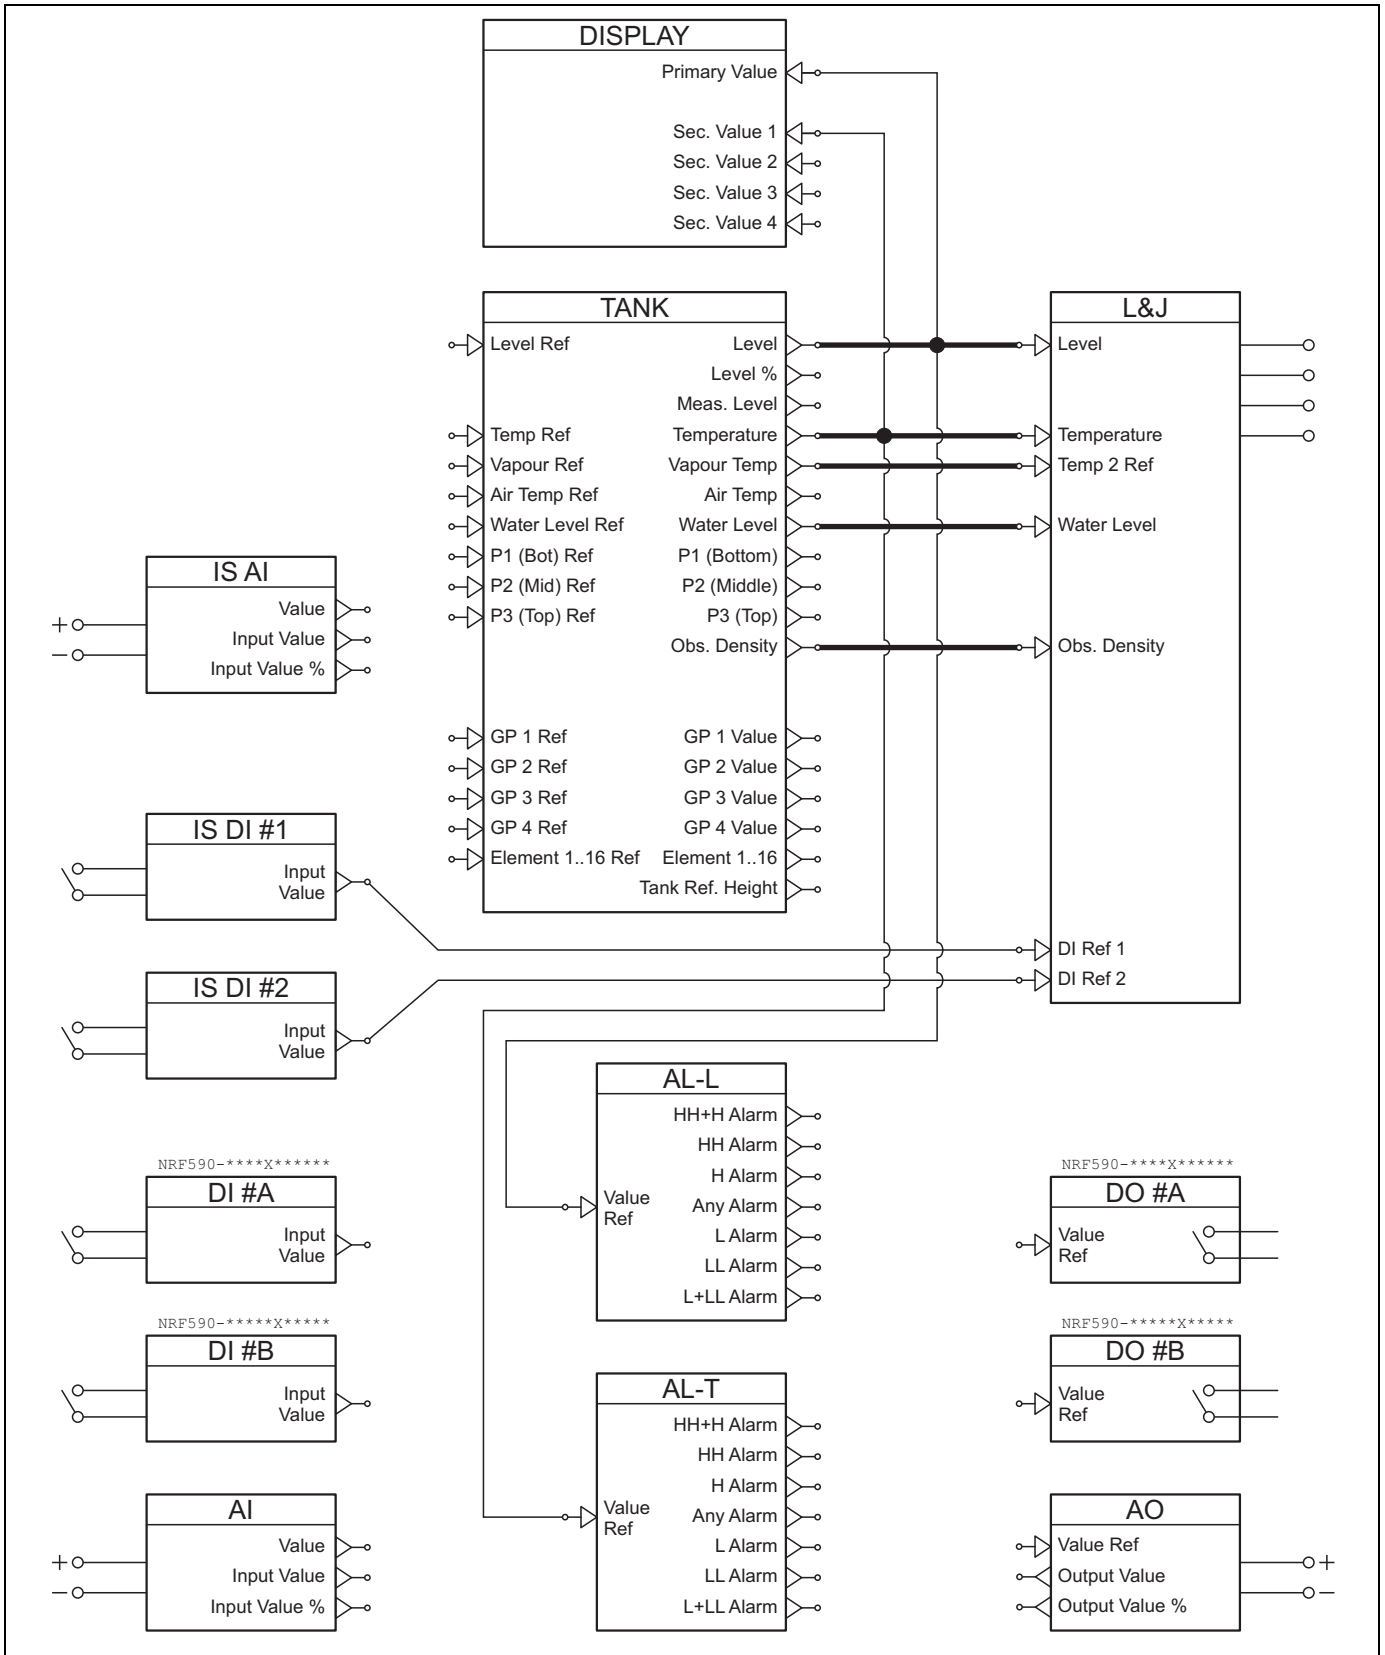 DISPLAY
Primary Value
Sec. Value 1
Sec. Value 2
Sec. Value 3
Sec. Value 4
TANK
Level Ref
Level
Level %
Meas. Level
Temp Ref
Temperature
Vapour Ref
Vapour Temp
Air Temp Ref
Air Temp
Water Level Ref
Water Level
P1 (Bot) Ref
P1 (Bottom)
P2 (Mid) Ref
P2 (Middle)
P3 (Top) Ref
P3 (Top)
Obs. Density
GP 1 Ref
GP 1 Value
GP 2 Ref
GP 2 Value
GP 3 Ref
GP 3 Value
GP 4 Ref
GP 4 Value
Element 1..16 Ref
Element 1..16
Tank Ref. Height
L&J
Level
Temperature
Temp 2 Ref
Water Level
Obs. Density
DI Ref 1
DI Ref 2
IS AI
Value
+
Input Value
–
Input Value %
IS DI #1
Input
Value
IS DI #2
Input
Value
NRF590-****X******
DI #A
Input
Value
NRF590-*****X*****
DI #B
Input
Value
AI
Value
+
Input Value
–
Input Value %
AL-L
HH+H Alarm
HH Alarm
H Alarm
Value
Ref
Any Alarm
L Alarm
LL Alarm
L+LL Alarm
AL-T
HH+H Alarm
HH Alarm
H Alarm
Value
Ref
Any Alarm
L Alarm
LL Alarm
L+LL Alarm
NRF590-****X******
DO #A
Value
Ref
NRF590-*****X*****
DO #B
Value
Ref
AO
Value Ref
+
Output Value
–
Output Value %